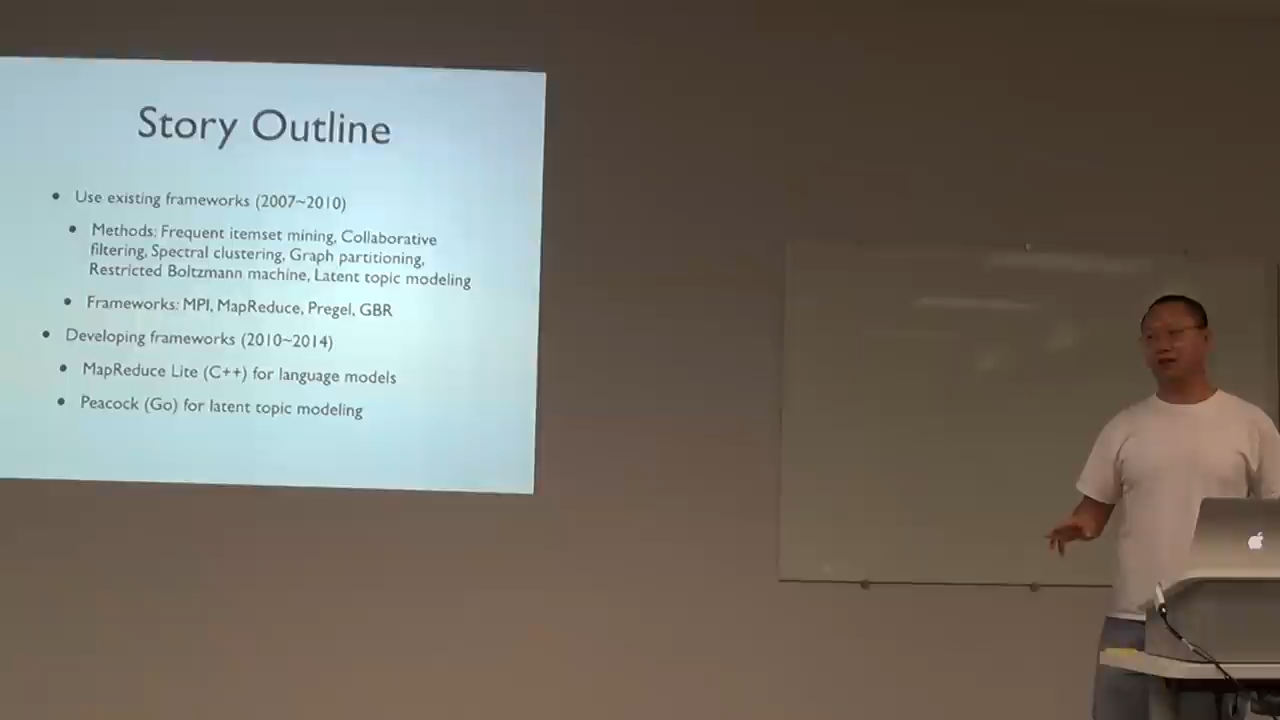 Story Outline
• Use existing frameworks (2007~2010)
• Methods: Frequent itemset mining, Collaborative
filtering, Spectral clustering, Graph partitioning,
Restricted Boltzmann machine, Latent topic modeling
• Frameworks: MPI, MapReduce, Pregel, GBR
• Developing frameworks (2010~2014)
• MapReduce Lite (C++) for language models
• Peacock (Go) for latent topic modeling